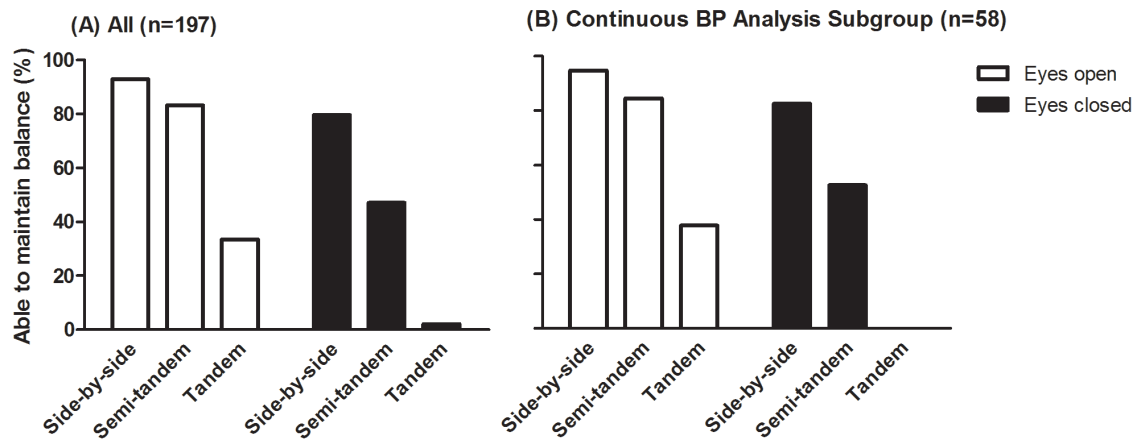 (A) All (n=197)
(B) Continuous BP Analysis Subgroup (n=58)
Able to maintain balance (%)
100
80
60
40
20
0
Side-by-side
Semi-tandem
Tandem
Side-by-side
Semi-tandem
Tandem
Side-by-side
Semi-tandem
Tandem
Side-by-side
Semi-tandem
Tandem
Eyes open
Eyes closed